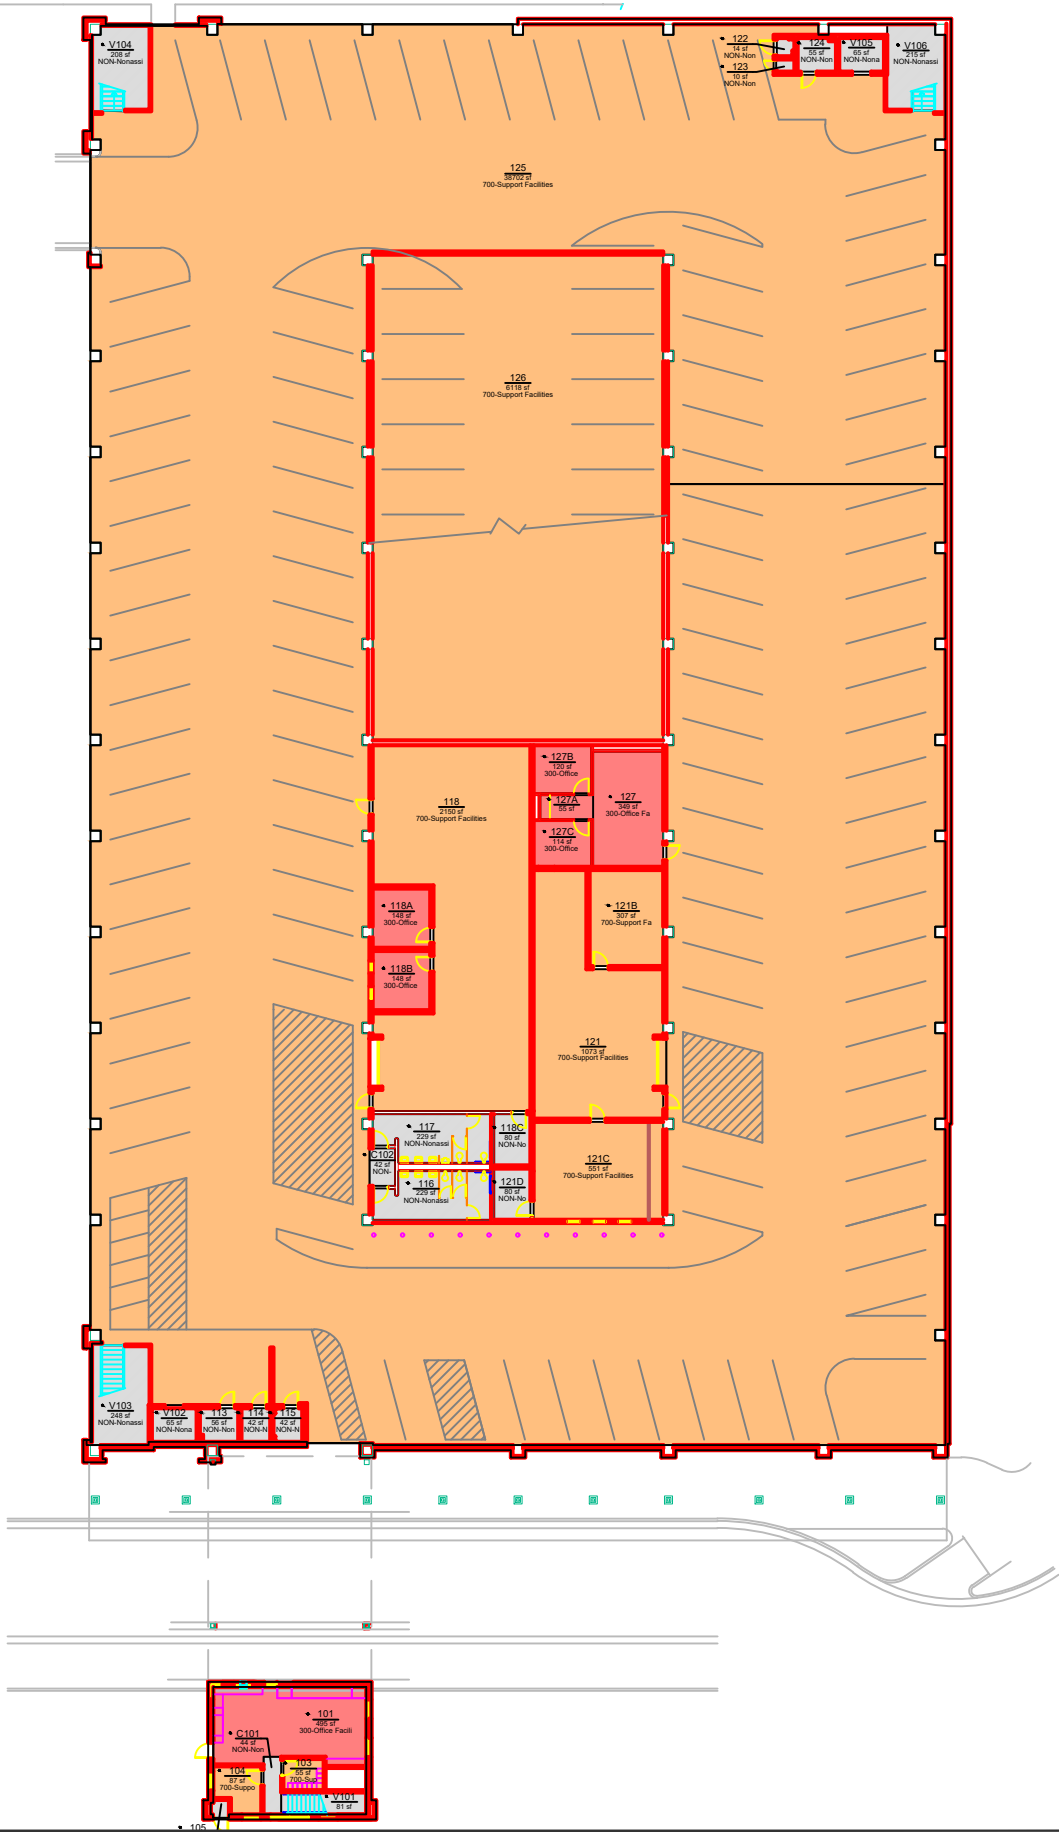 V104
208 sf
NON-Nonassi
122
14 sf
NON-Non
123
10 sf
NON-Non
124
55 sf
NON-Non
V105
65 sf
NON-Nona
V106
215 sf
NON-Nonassi
125
38702 sf
700-Support Facilities
126
6118 sf
700-Support Facilities
127B
120 sf
300-Office
127A
55 sf
127
349 sf
300-Office Fa
127C
114 sf
300-Office
118
2150 sf
700-Support Facilities
118A
148 sf
300-Office
121B
307 sf
700-Support Fa
118B
148 sf
300-Office
121
1073 sf
700-Support Facilities
117
229 sf
NON-Nonassi
118C
80 sf
NON-No
C102
42 sf
NON-
121C
551 sf
700-Support Facilities
116
229 sf
NON-Nonassi
121D
80 sf
NON-No
V103
248 sf
NON-Nonassi
V102
65 sf
NON-Nona
113
56 sf
NON-Non
114
42 sf
NON-N
115
42 sf
NON-N
101
495 sf
300-Office Facili
C101
44 sf
NON-Non
103
55 sf
700-Sup
104
87 sf
700-Suppo
V101
81 sf
105